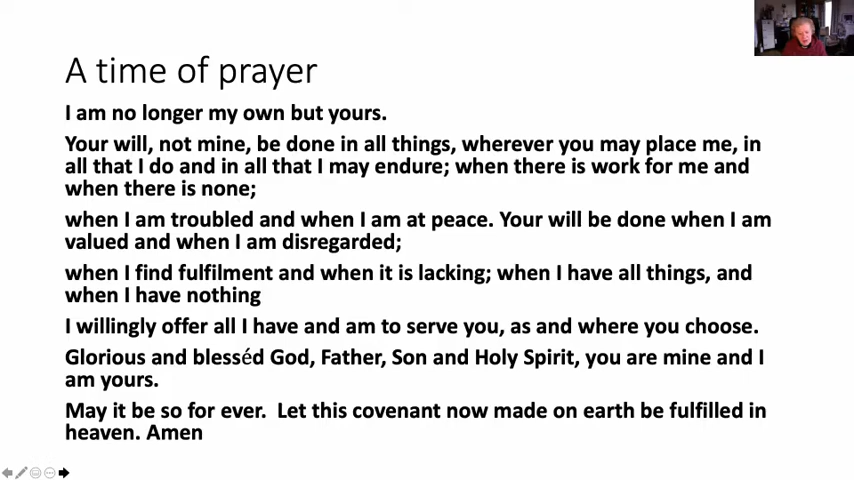 A time of prayer
I am no longer my own but yours.
Your will, not mine, be done in all things, wherever you may place me, in
all that I do and in all that I may endure; when there is work for me and
when there is none;
when I am troubled and when I am at peace. Your will be done when I am
valued and when I am disregarded;
when I find fulfilment and when it is lacking; when I have all things, and
when I have nothing
I willingly offer all I have and am to serve you, as and where you choose.
Glorious and blesséd God, Father, Son and Holy Spirit, you are mine and I
am yours.
May it be so for ever.  Let this covenant now made on earth be fulfilled in
heaven. Amen